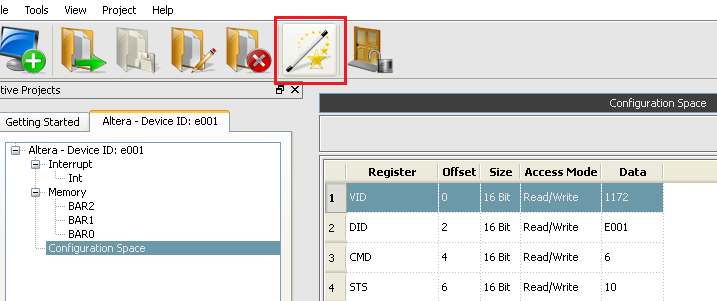 Tools View Project Help
tive Projects
Getting Started Altera - Device ID: e001
Altera - Device ID: e001
Interrupt
Int
Memory
BAR2
BAR1
BAR0
Configuration Space
Configuration Space
Register Offset Size Access Mode Data
1 VID 0 16 Bit Read/Write 1172
2 DID 2 16 Bit Read/Write E001
3 CMD 4 16 Bit Read/Write 6
4 STS 6 16 Bit Read/Write 10